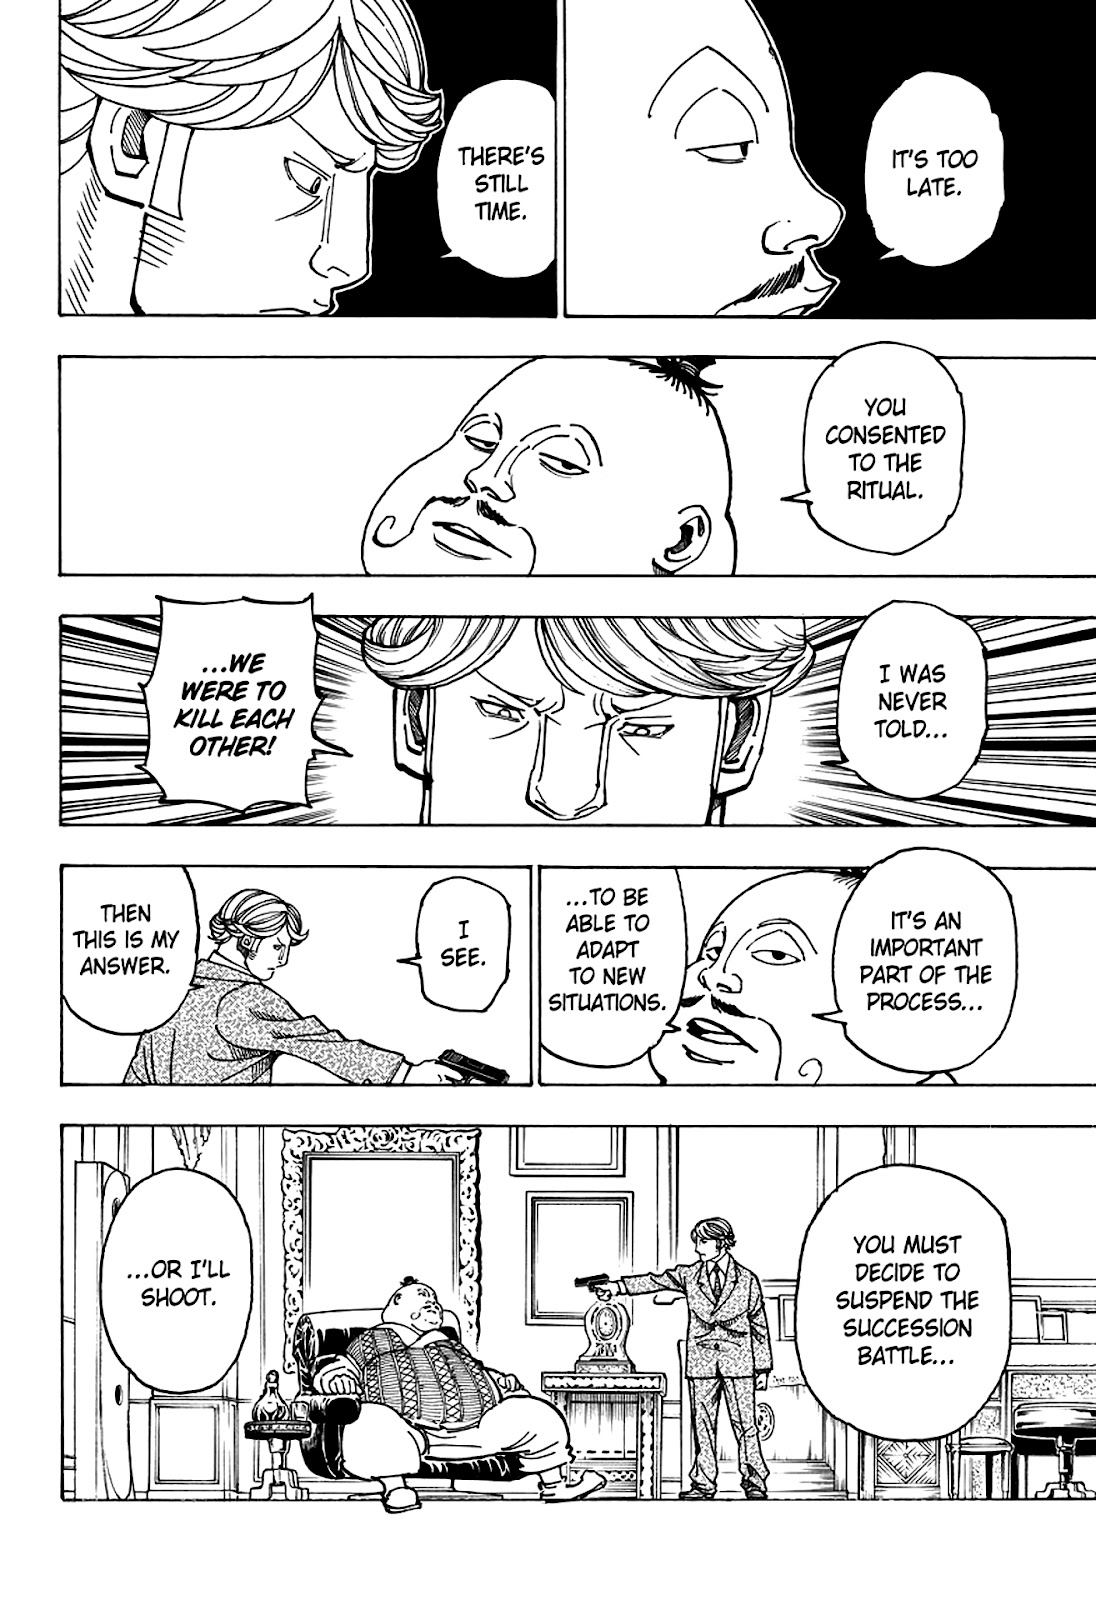 IT'S TOO
LATE.
THERE'S
STILL
TIME.
YOU
CONSENTED
TO THE
RITUAL.
I WAS
NEVER
TOLD...
...WE
WERE TO
KILL EACH
OTHER!
IT'S AN
IMPORTANT
PART OF THE
PROCESS...
...TO BE
ABLE TO
ADAPT
TO NEW
SITUATIONS.
I
SEE.
THEN
THIS IS MY
ANSWER.
YOU MUST
DECIDE TO
SUSPEND THE
SUCCESSION
BATTLE...
...OR I'LL
SHOOT.